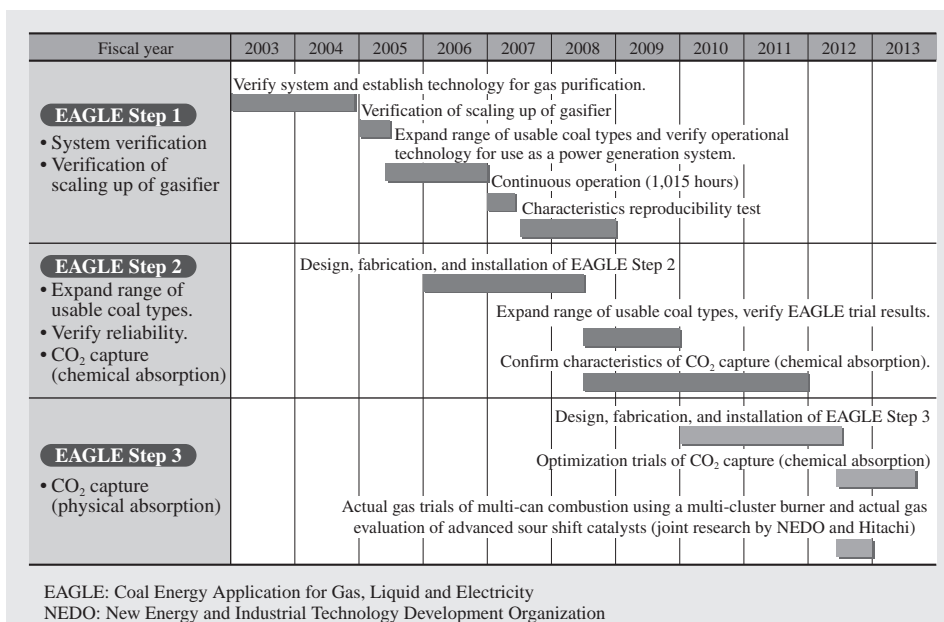 Fiscal year 2003 2004 2005 2006 2007 2008 2009 2010 2011 2012 2013
EAGLE Step 1
• System verification
• Verification of
scaling up of gasifier
Verify system and establish technology for gas purification.
Verification of scaling up of gasifier
Expand range of usable coal types and verify operational
technology for use as a power generation system.
Continuous operation (1,015 hours)
Characteristics reproducibility test
EAGLE Step 2
• Expand range of
usable coal types.
• Verify reliability.
• CO₂ capture
(chemical absorption)
Design, fabrication, and installation of EAGLE Step 2
Expand range of usable coal types, verify EAGLE trial results.
Confirm characteristics of CO₂ capture (chemical absorption).
EAGLE Step 3
• CO₂ capture
(physical absorption)
Design, fabrication, and installation of EAGLE Step 3
Optimization trials of CO₂ capture (chemical absorption)
Actual gas trials of multi-can combustion using a multi-cluster burner and actual gas
evaluation of advanced sour shift catalysts (joint research by NEDO and Hitachi)
EAGLE: Coal Energy Application for Gas, Liquid and Electricity
NEDO: New Energy and Industrial Technology Development Organization